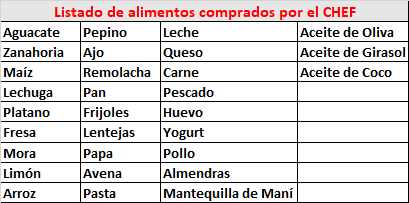 Listado de alimentos comprados por el CHEF
Aguacate Pepino Leche Aceite de Oliva
Zanahoria Ajo Queso Aceite de Girasol
Maíz Remolacha Carne Aceite de Coco
Lechuga Pan Pescado
Platano Frijoles Huevo
Fresa Lentejas Yogurt
Mora Papa Pollo
Limón Avena Almendras
Arroz Pasta Mantequilla de Maní